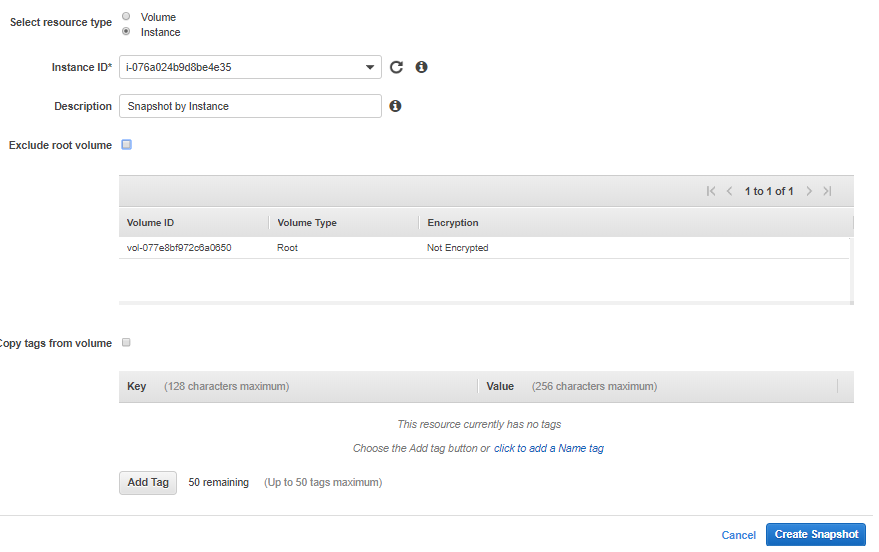 Select resource type
Volume
Instance
Instance ID*
i-076a024b9d8be4e35
Description
Snapshot by Instance
Exclude root volume
1 to 1 of 1
Volume ID Volume Type Encryption
vol-077e8bf972c6a0650 Root Not Encrypted
Copy tags from volume
Key (128 characters maximum) Value (256 characters maximum)
This resource currently has no tags
Choose the Add tag button or click to add a Name tag
Add Tag 50 remaining (Up to 50 tags maximum)
Cancel Create Snapshot